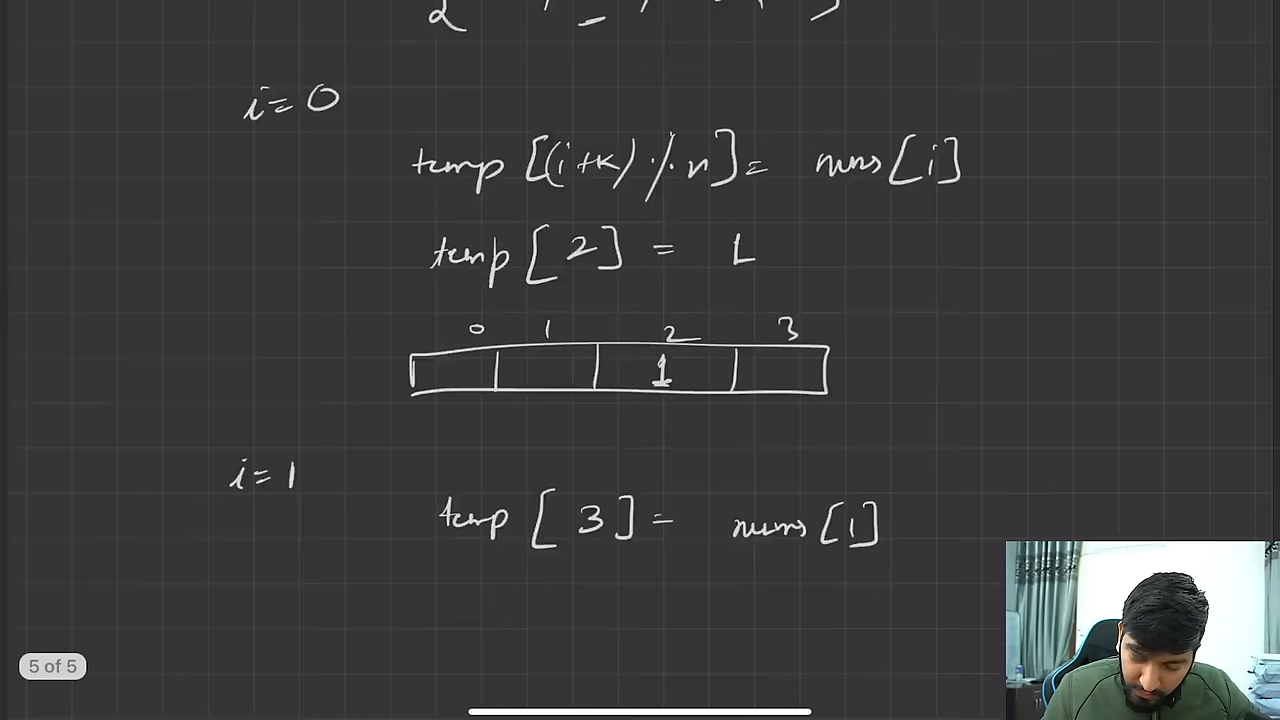 i = 0
temp [(i+k) % n] = nums [i]
temp [2] = 1
0 1 2 3
1
i = 1
temp [3] = nums [1]
5 of 5